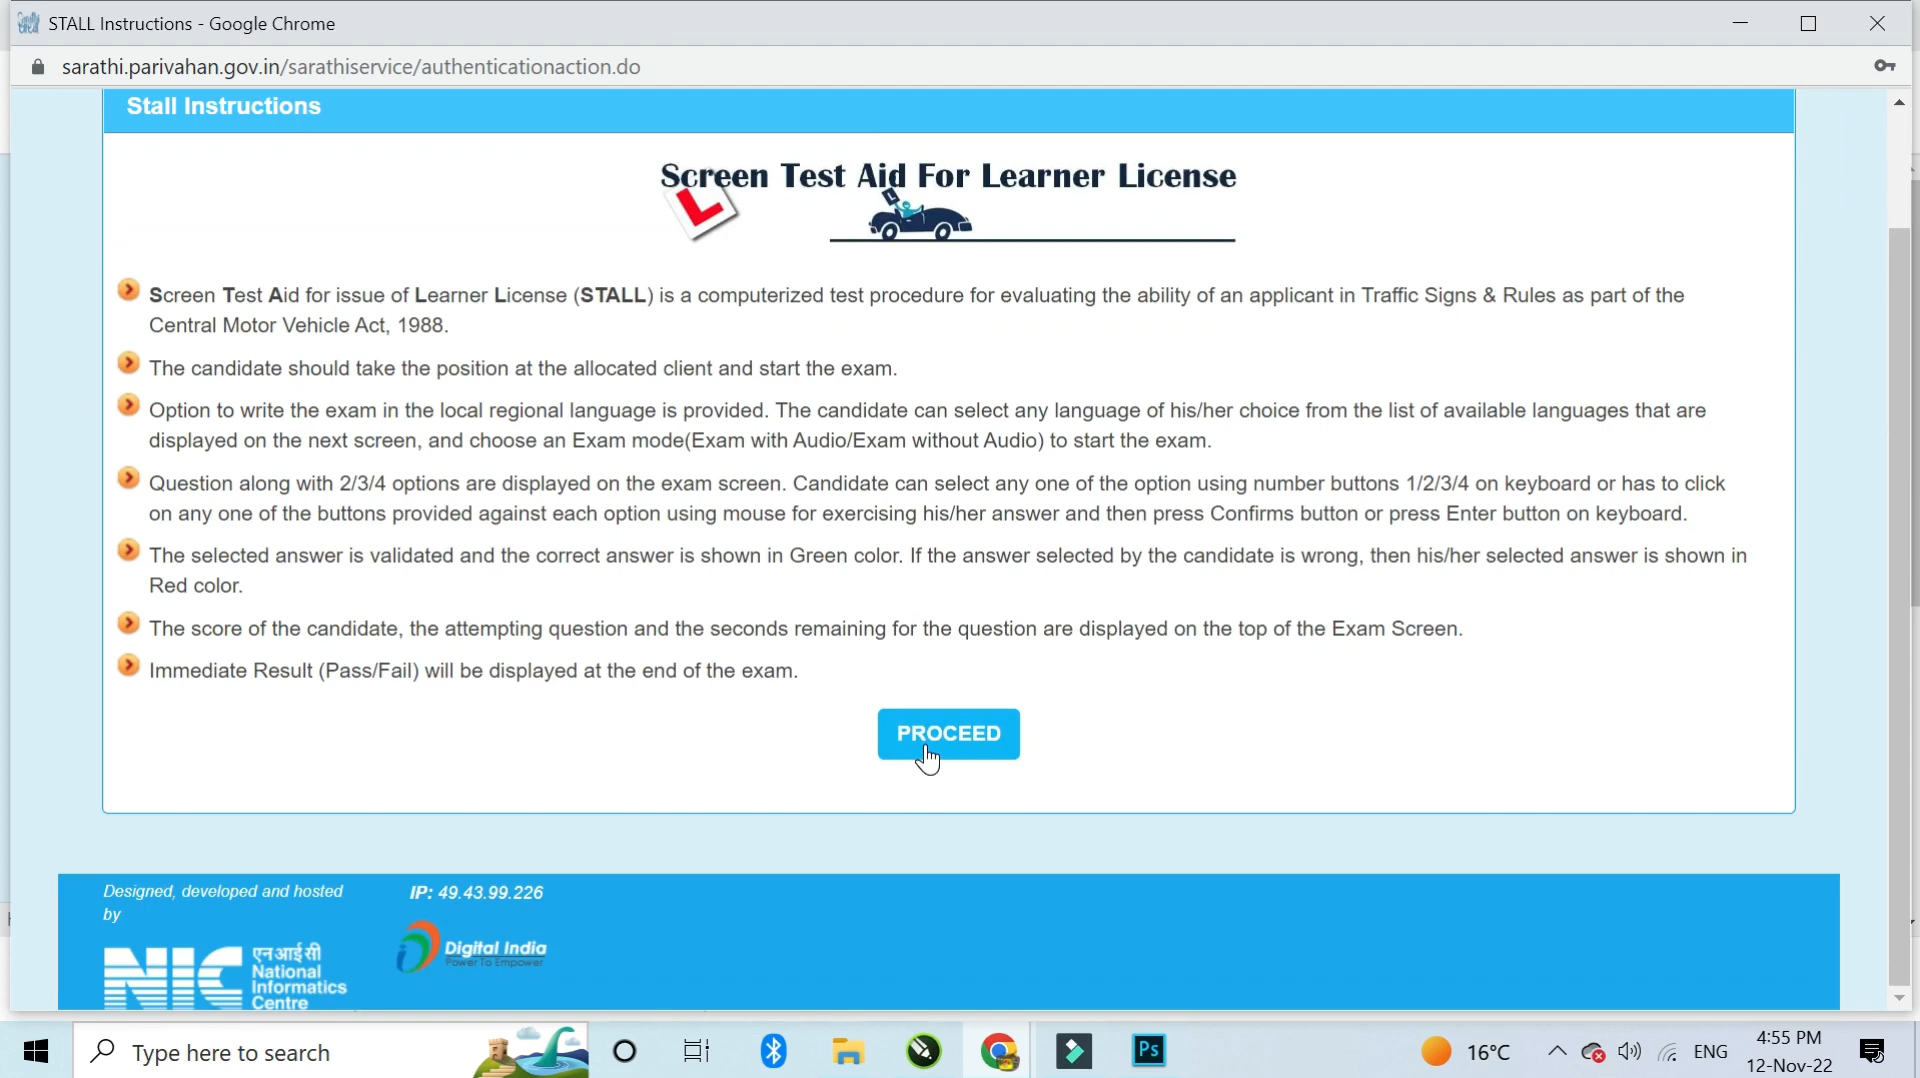 STALL Instructions - Google Chrome
sarathi.parivahan.gov.in/sarathiservice/authenticationaction.do
Stall Instructions
Screen Test Aid For Learner License
L
L
Screen Test Aid for issue of Learner License (STALL) is a computerized test procedure for evaluating the ability of an applicant in Traffic Signs & Rules as part of the
Central Motor Vehicle Act, 1988.
The candidate should take the position at the allocated client and start the exam.
Option to write the exam in the local regional language is provided. The candidate can select any language of his/her choice from the list of available languages that are
displayed on the next screen, and choose an Exam mode(Exam with Audio/Exam without Audio) to start the exam.
Question along with 2/3/4 options are displayed on the exam screen. Candidate can select any one of the option using number buttons 1/2/3/4 on keyboard or has to click
on any one of the buttons provided against each option using mouse for exercising his/her answer and then press Confirms button or press Enter button on keyboard.
The selected answer is validated and the correct answer is shown in Green color. If the answer selected by the candidate is wrong, then his/her selected answer is shown in
Red color.
The score of the candidate, the attempting question and the seconds remaining for the question are displayed on the top of the Exam Screen.
Immediate Result (Pass/Fail) will be displayed at the end of the exam.
PROCEED
Designed, developed and hosted
by
IP: 49.43.99.226
NIC
एन आई सी
National
Informatics
Centre
Digital India
Power To Empower
Type here to search
Ps
16°C
ENG
4:55 PM
12-Nov-22